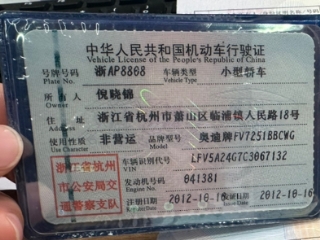 中华人民共和国机动车行驶证
Vehicle License of the People's Republic of China
号牌号码 浙AP8868 车辆类型 小型轿车
Plate No. Vehicle Type
所有人 倪晓锦
Owner
住址 浙江省杭州市萧山区临浦镇人民路18号
Address
使用性质 非营运 品牌型号 奥迪牌FV7251BBCWG
Use Character Model
浙江省杭州市公安局交通警察支队
车辆识别代号 LFV5A24G7C3067132
VIN
发动机号码 041381
Engine No.
注册日期 2012-10-16 发证日期 2012-10-16